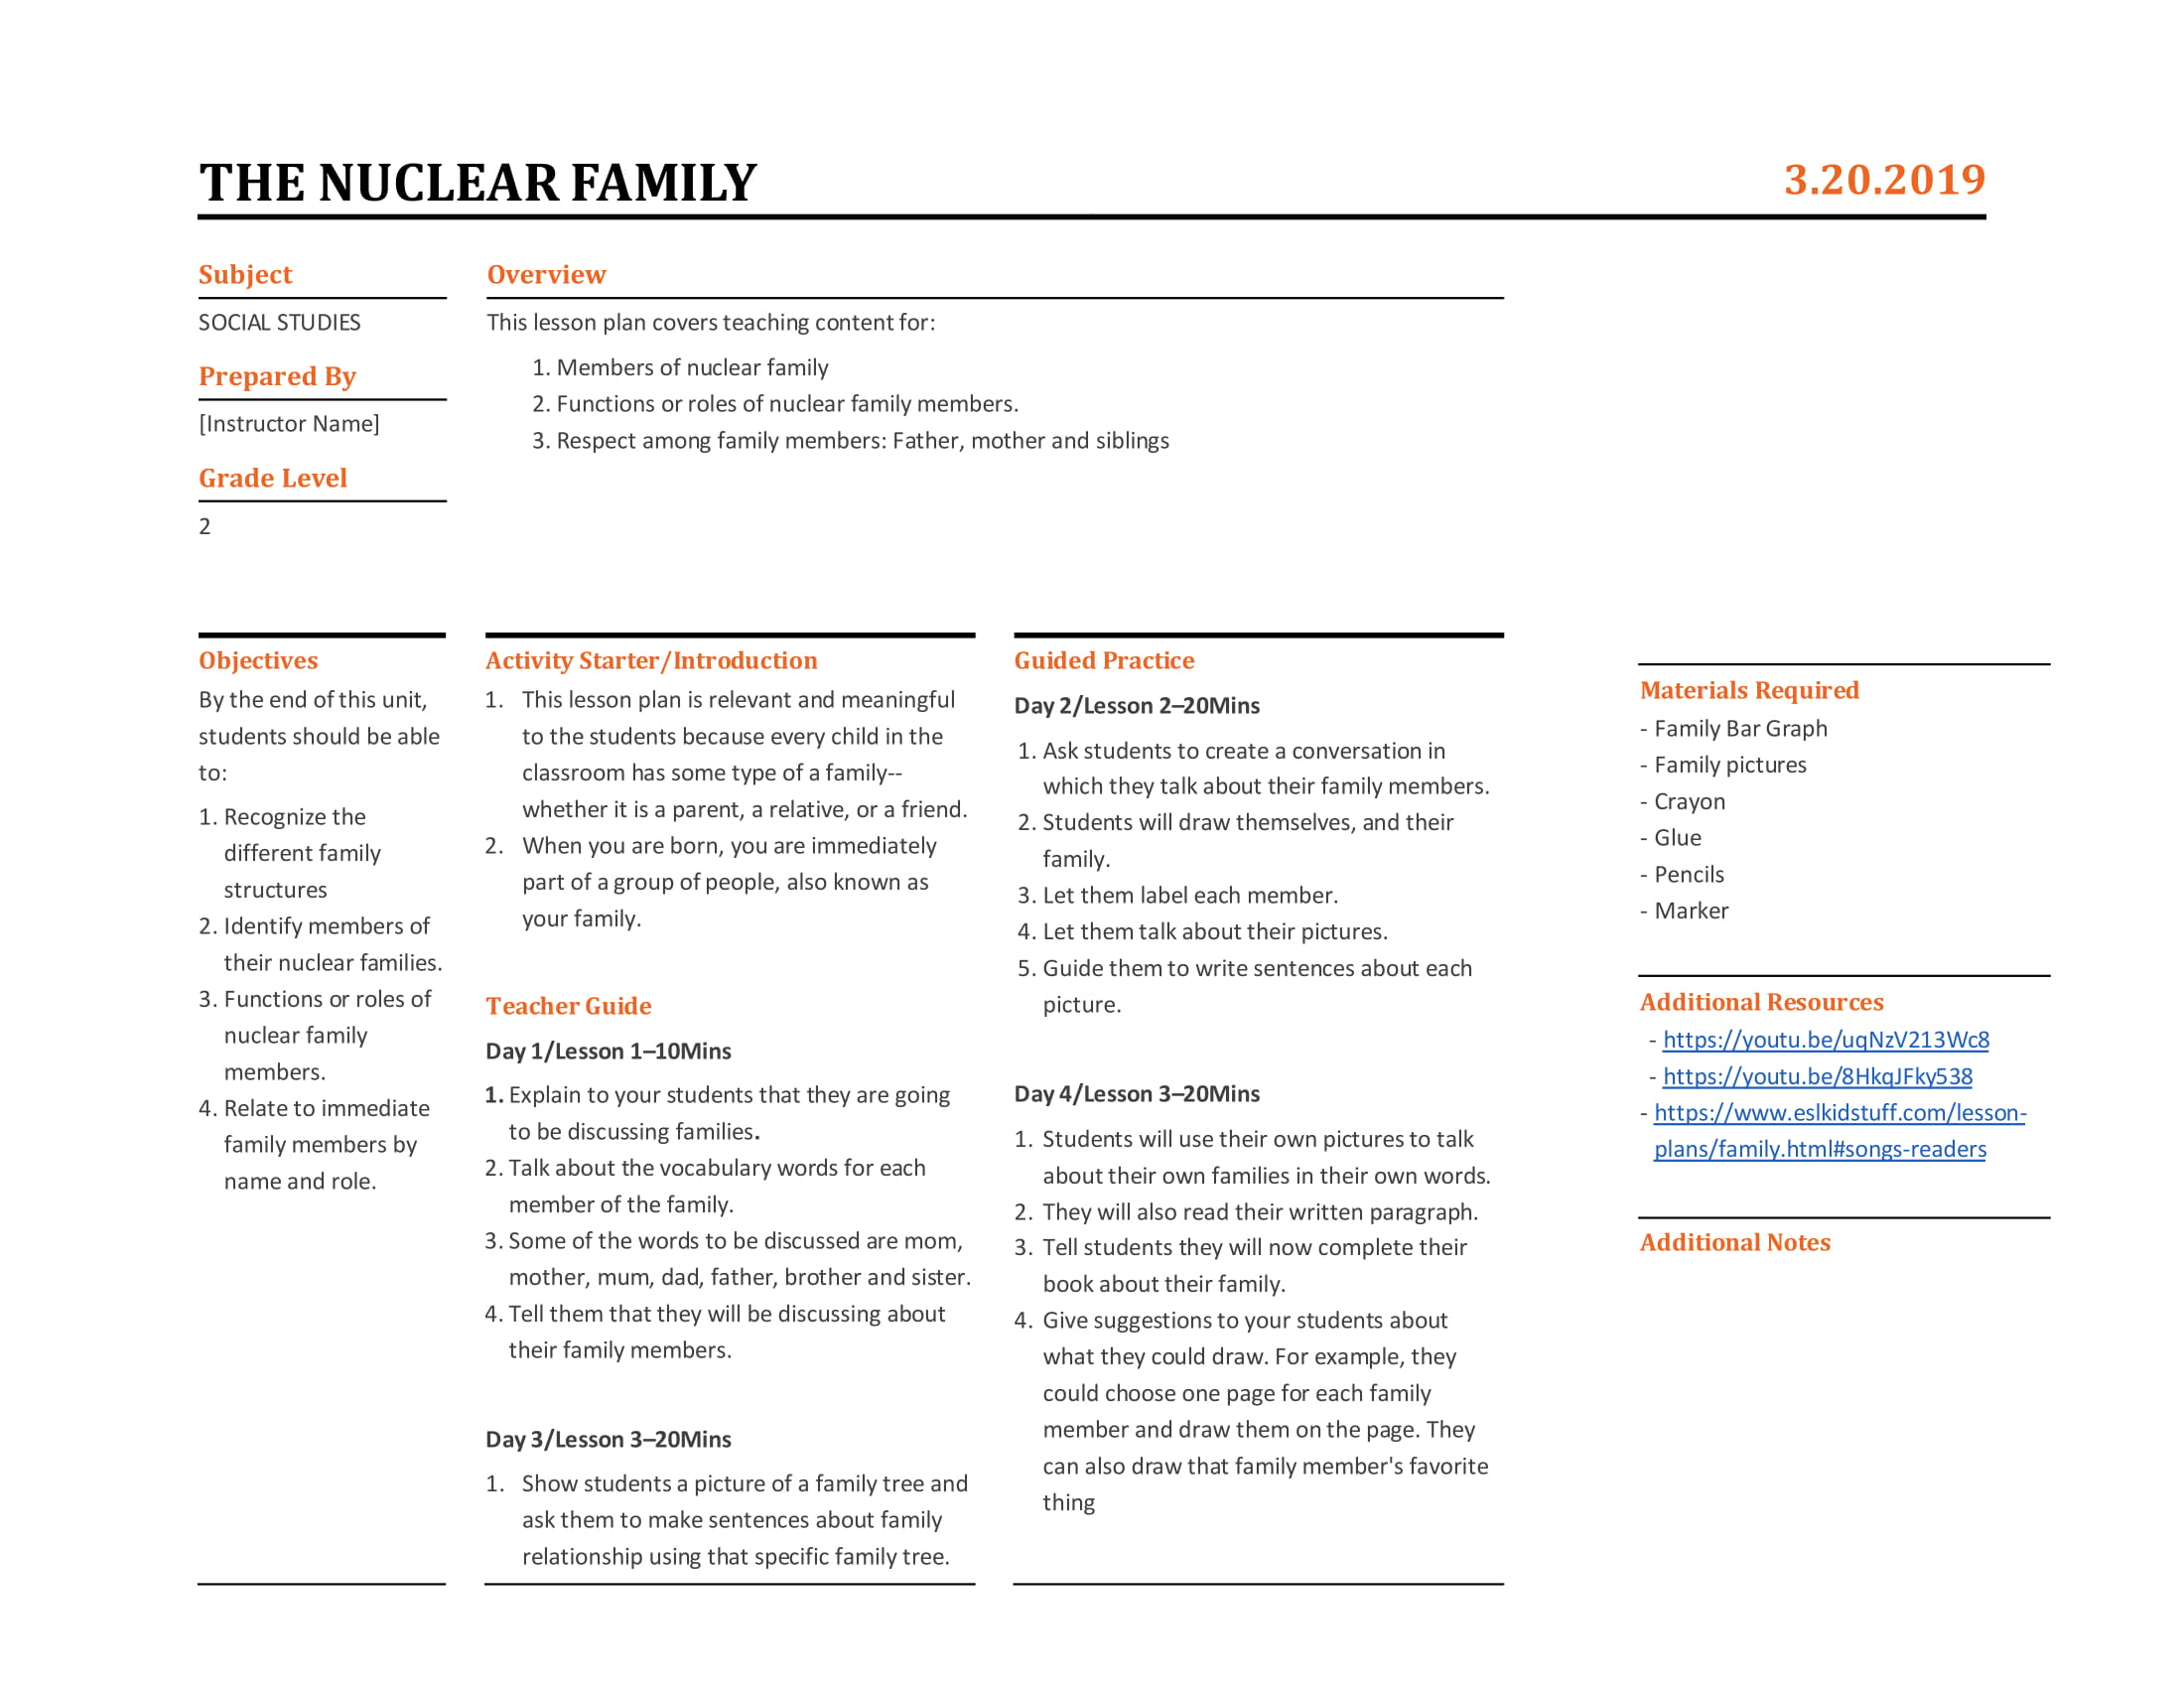 THE NUCLEAR FAMILY
3.20.2019
Subject
SOCIAL STUDIES
Prepared By
[Instructor Name]
Grade Level
2
Overview
This lesson plan covers teaching content for:
1. Members of nuclear family
2. Functions or roles of nuclear family members.
3. Respect among family members: Father, mother and siblings
Objectives
By the end of this unit,
students should be able
to:
1. Recognize the
different family
structures
2. Identify members of
their nuclear families.
3. Functions or roles of
nuclear family
members.
4. Relate to immediate
family members by
name and role.
Activity Starter/Introduction
1. This lesson plan is relevant and meaningful
to the students because every child in the
classroom has some type of a family--
whether it is a parent, a relative, or a friend.
2. When you are born, you are immediately
part of a group of people, also known as
your family.
Teacher Guide
Day 1/Lesson 1–10Mins
1. Explain to your students that they are going
to be discussing families.
2. Talk about the vocabulary words for each
member of the family.
3. Some of the words to be discussed are mom,
mother, mum, dad, father, brother and sister.
4. Tell them that they will be discussing about
their family members.
Day 3/Lesson 3–20Mins
1. Show students a picture of a family tree and
ask them to make sentences about family
relationship using that specific family tree.
Guided Practice
Day 2/Lesson 2–20Mins
1. Ask students to create a conversation in
which they talk about their family members.
2. Students will draw themselves, and their
family.
3. Let them label each member.
4. Let them talk about their pictures.
5. Guide them to write sentences about each
picture.
Day 4/Lesson 3–20Mins
1. Students will use their own pictures to talk
about their own families in their own words.
2. They will also read their written paragraph.
3. Tell students they will now complete their
book about their family.
4. Give suggestions to your students about
what they could draw. For example, they
could choose one page for each family
member and draw them on the page. They
can also draw that family member's favorite
thing
Materials Required
- Family Bar Graph
- Family pictures
- Crayon
- Glue
- Pencils
- Marker
Additional Resources
- https://youtu.be/uqNzV213Wc8
- https://youtu.be/8HkqJFky538
- https://www.eslkidstuff.com/lesson-
plans/family.html#songs-readers
Additional Notes